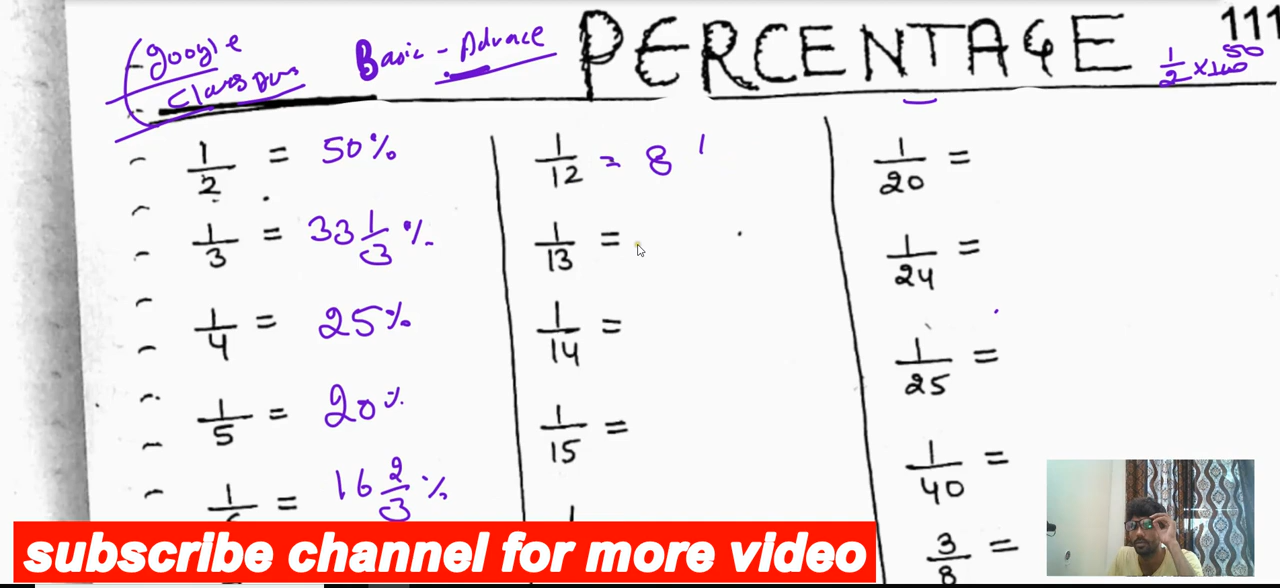 (google
Classroom
Basic - Advace
PERCENTAGE
111
1/2 × 100 50
1/2 = 50%
1/3 = 33 1/3 %
1/4 = 25%
1/5 = 20%
= 16 2/3 %
1/12 = 8 1
1/13 =
1/14 =
1/15 =
1/20 =
1/24 =
1/25 =
1/40 =
3/8 =
subscribe channel for more video